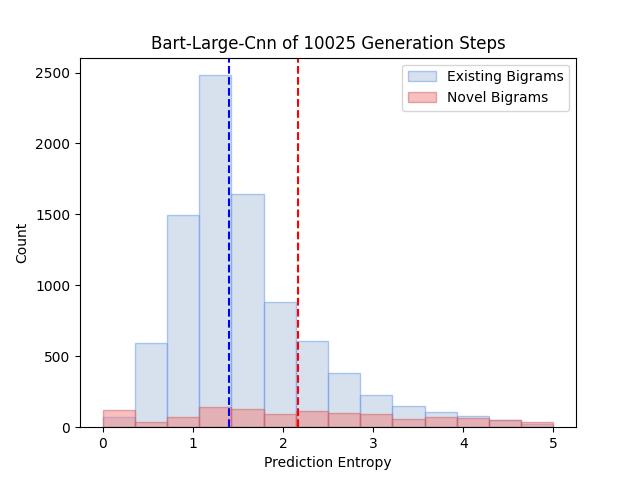 Bart-Large-Cnn of 10025 Generation Steps
Existing Bigrams
Novel Bigrams
Count
2500
2000
1500
1000
500
0
0 1 2 3 4 5
Prediction Entropy